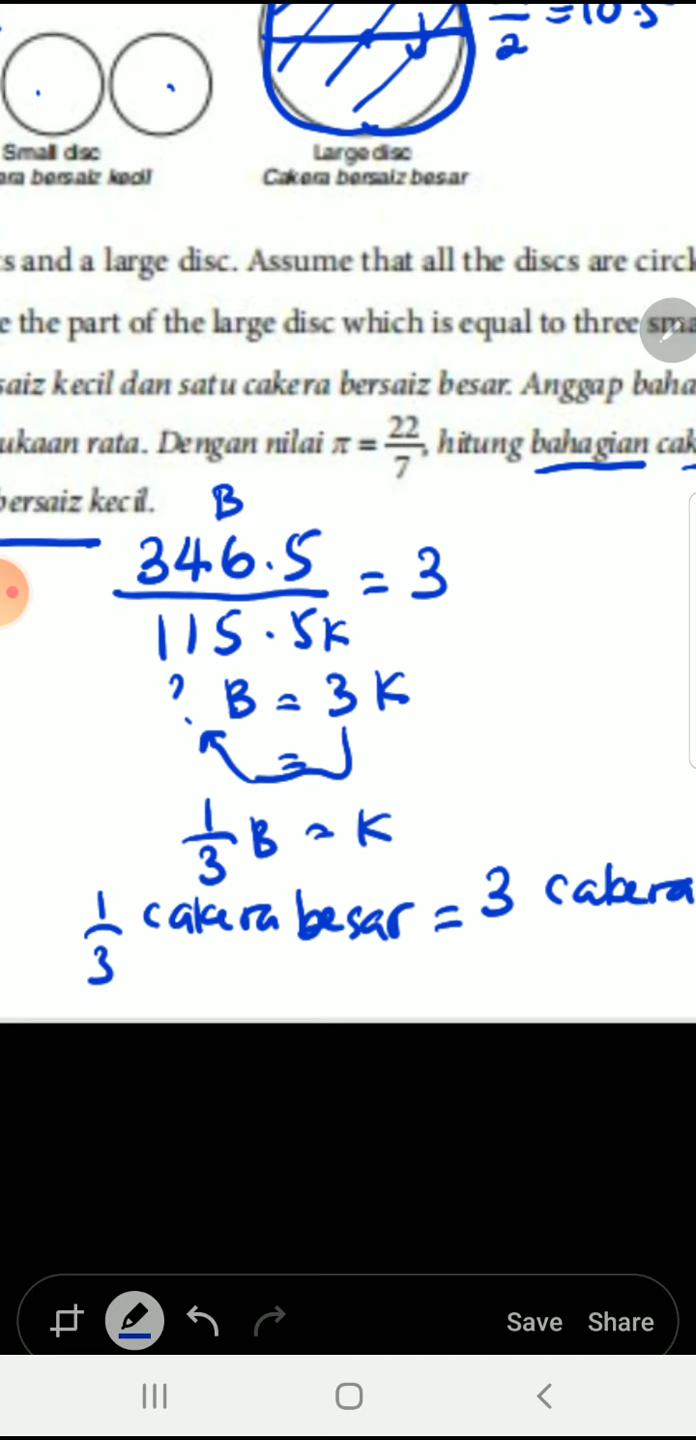 2 = 10.5
Small disc
bersaiz kecil
Large disc
Cakera bersaiz besar
s and a large disc. Assume that all the discs are circl
e the part of the large disc which is equal to three sma
saiz kecil dan satu cakera bersaiz besar. Anggap baha
ukaan rata. Dengan nilai π = 22/7, hitung bahagian cak
bersaiz kecil.
B
346.5 / 115.5K = 3
? B = 3 K
=
1/3 B = K
1/3 cakera besar = 3 cakera
Save Share